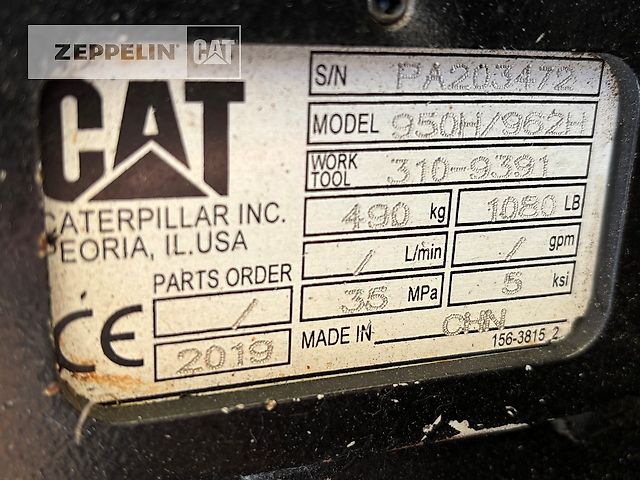 ZEPPELIN CAT
CAT
CATERPILLAR INC.
PEORIA, IL.USA
S/N PA203472
MODEL 950H/962H
WORK TOOL 310-9391
490 kg 1080 LB
/ L/min / gpm
35 MPa 5 ksi
PARTS ORDER
/
CE 2019
MADE IN CHN
156-3815 2